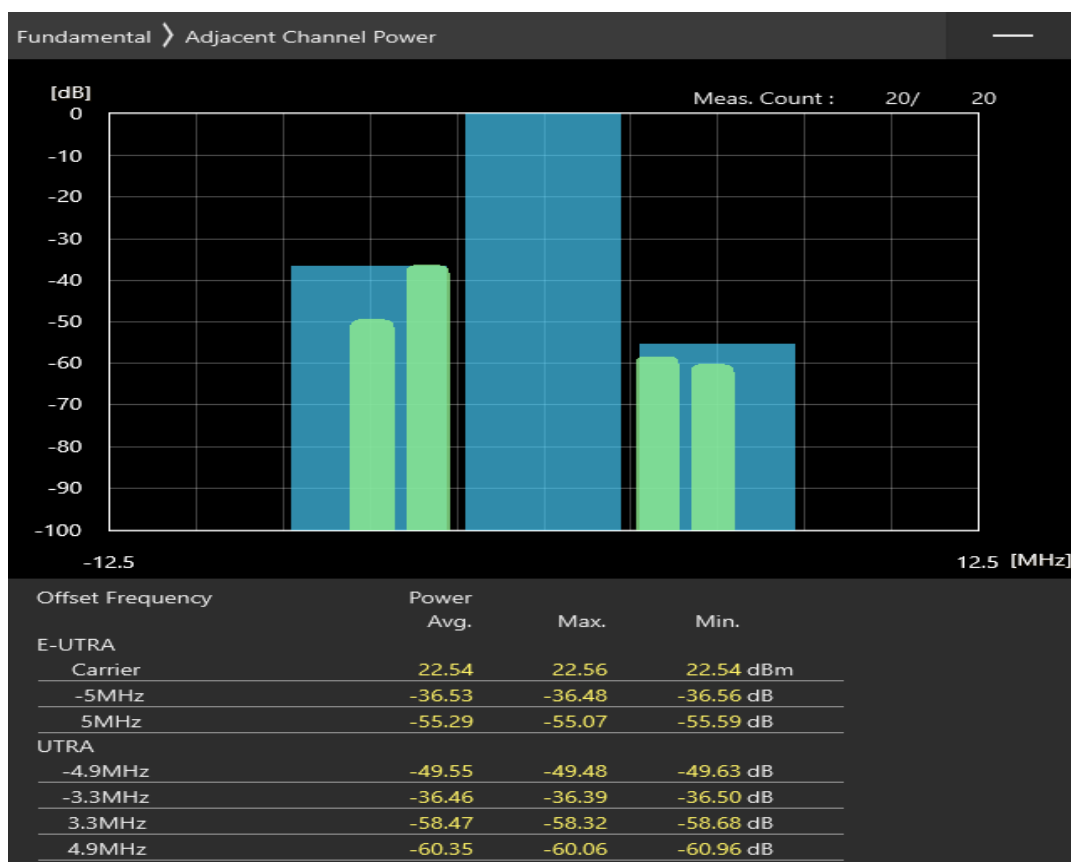 Fundamental ❯ Adjacent Channel Power
[dB]
Meas. Count : 20/ 20
0
-10
-20
-30
-40
-50
-60
-70
-80
-90
-100
-12.5 12.5 [MHz]
Offset Frequency Power
Avg. Max. Min.
E-UTRA
Carrier 22.54 22.56 22.54 dBm
-5MHz -36.53 -36.48 -36.56 dB
5MHz -55.29 -55.07 -55.59 dB
UTRA
-4.9MHz -49.55 -49.48 -49.63 dB
-3.3MHz -36.46 -36.39 -36.50 dB
3.3MHz -58.47 -58.32 -58.68 dB
4.9MHz -60.35 -60.06 -60.96 dB